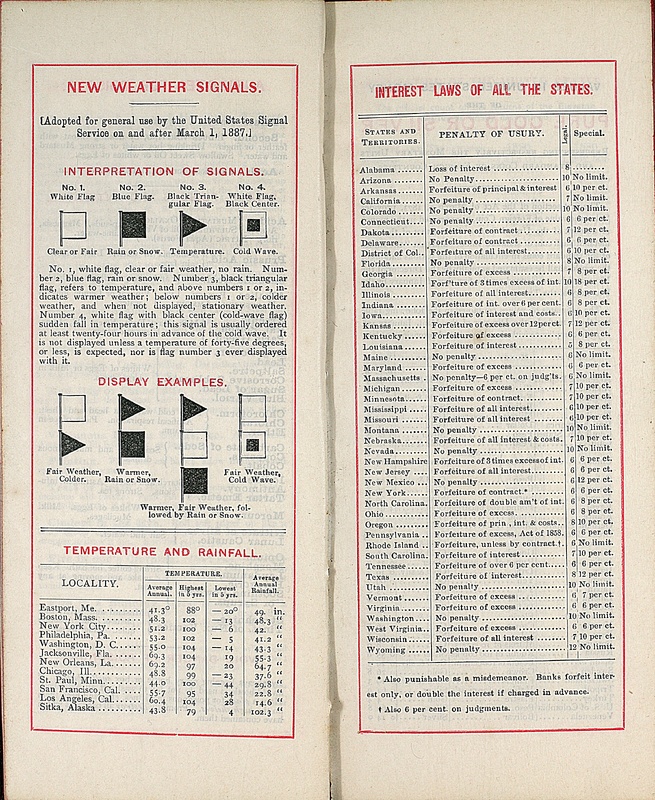 NEW WEATHER SIGNALS.
[Adopted for general use by the United States Signal
Service on and after March 1, 1887.]
INTERPRETATION OF SIGNALS.
No. 1. No. 2. No. 3. No. 4.
White Flag Blue Flag. Black Trian- White Flag,
gular Flag. Black Center.
Clear or Fair Rain or Snow. Temperature. Cold Wave.
No. 1, white flag, clear or fair weather, no rain. Num-
ber 2, blue flag, rain or snow. Number 3, black triangular
flag, refers to temperature, and above numbers 1 or 2, in-
dicates warmer weather; below numbers 1 or 2, colder
weather, and when not displayed, stationary weather.
Number 4, white flag with black center (cold-wave flag)
sudden fall in temperature; this signal is usually ordered
at least twenty-four hours in advance of the cold wave. It
is not displayed unless a temperature of forty-five degrees,
or less, is expected, nor is flag number 3 ever displayed
with it.
DISPLAY EXAMPLES.
Fair Weather, Warmer, Fair Weather,
Colder. Rain or Snow. Cold Wave.
Warmer, Fair Weather, fol-
lowed by Rain or Snow.
TEMPERATURE AND RAINFALL.
LOCALITY. TEMPERATURE. Average Annual Rainfall.
Average Annual. Highest in 5 yrs. Lowest in 5 yrs.
Eastport, Me. 41.3° 88° —20° 49. in.
Boston, Mass. 48.3 102 —13 48.3 "
New York City 51.2 100 —6 42. "
Philadelphia, Pa. 53.2 102 —5 41.2 "
Washington, D. C. 55.0 104 —14 43.3 "
Jacksonville, Fla. 69.3 104 19 55.3 "
New Orleans, La. 69.2 97 20 64.7 "
Chicago, Ill. 48.8 99 —23 37.6 "
St. Paul, Minn. 44.0 100 —44 29.8 "
San Francisco, Cal. 55.7 95 34 22.8 "
Los Angeles, Cal. 60.4 104 28 14.6 "
Sitka, Alaska 43.8 79 4 102.3 "
INTEREST LAWS OF ALL THE STATES.
STATES AND TERRITORIES. PENALTY OF USURY. Legal. Special.
Alabama Loss of interest 8
Arizona No Penalty 10 No limit.
Arkansas Forfeiture of principal & interest 6 10 per ct.
California No penalty 7 No limit.
Colorado No penalty 10 No limit.
Connecticut No penalty 6 6 per ct.
Dakota Forfeiture of contract 7 12 per ct.
Delaware Forfeiture of contract 6 6 per ct.
District of Col. Forfeiture of all interest 6 10 per ct.
Florida No penalty 8 No limit.
Georgia Forfeiture of excess 7 8 per ct.
Idaho Forf'ture of 3 times excess of int. 10 18 per ct.
Illinois Forfeiture of all interest 6 8 per ct.
Indiana Forfeiture of int. over 6 per cent. 6 8 per ct.
Iowa Forfeiture of interest and costs. 6 10 per ct.
Kansas Forfeiture of excess over 12 per ct. 7 12 per ct.
Kentucky Forfeiture of excess 6 6 per ct.
Louisiana Forfeiture of interest 5 8 per ct.
Maine No penalty 6 No limit.
Maryland Forfeiture of excess 6 6 per ct.
Massachusetts No penalty—6 per ct. on judg'ts. 6 No limit.
Michigan Forfeiture of excess 7 10 per ct.
Minnesota Forfeiture of contract. 7 10 per ct.
Mississippi Forfeiture of all interest 6 10 per ct.
Missouri Forfeiture of all interest 6 10 per ct.
Montana No penalty 10 No limit.
Nebraska Forfeiture of all interest & costs. 7 10 per ct.
Nevada No penalty 10 No limit.
New Hampshire Forfeiture of 3 times excess of int. 6 6 per ct.
New Jersey Forfeiture of all interest 6 6 per ct.
New Mexico No penalty 6 12 per ct.
New York Forfeiture of contract.* 6 6 per ct.
North Carolina. Forfeiture of double am't of int. 6 8 per ct.
Ohio Forfeiture of excess 6 8 per ct.
Oregon Forfeiture of prin, int. & costs. 8 10 per ct.
Pennsylvania Forfeiture of excess, Act of 1858. 6 6 per ct.
Rhode Island Forfeiture, unless by contract.† 6 No limit.
South Carolina. Forfeiture of interest 7 10 per ct.
Tennessee Forfeiture of over 6 per cent. 6 6 per ct.
Texas Forfeiture of interest 8 12 per ct.
Utah No penalty 10 No limit.
Vermont Forfeiture of excess 6 7 per ct.
Virginia Forfeiture of excess 6 6 per ct.
Washington No penalty 10 No limit.
West Virginia Forfeiture of excess 6 6 per ct.
Wisconsin Forfeiture of all interest 7 10 per ct.
Wyoming No penalty 12 No limit.
* Also punishable as a misdemeanor. Banks forfeit inter-
est only, or double the interest if charged in advance.
† Also 6 per cent. on judgments.